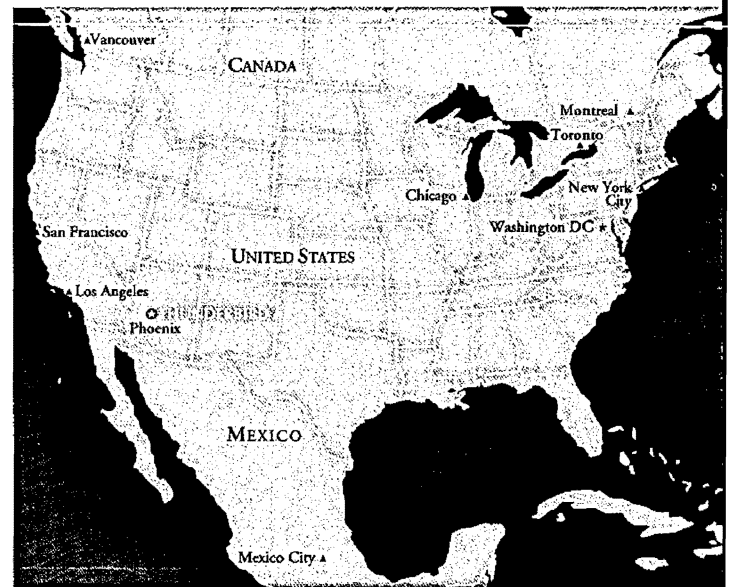 Vancouver
CANADA
Montreal
Toronto
Chicago
New York
City
San Francisco
Washington DC
UNITED STATES
Los Angeles
THUNDERBIRD
Phoenix
MEXICO
Mexico City